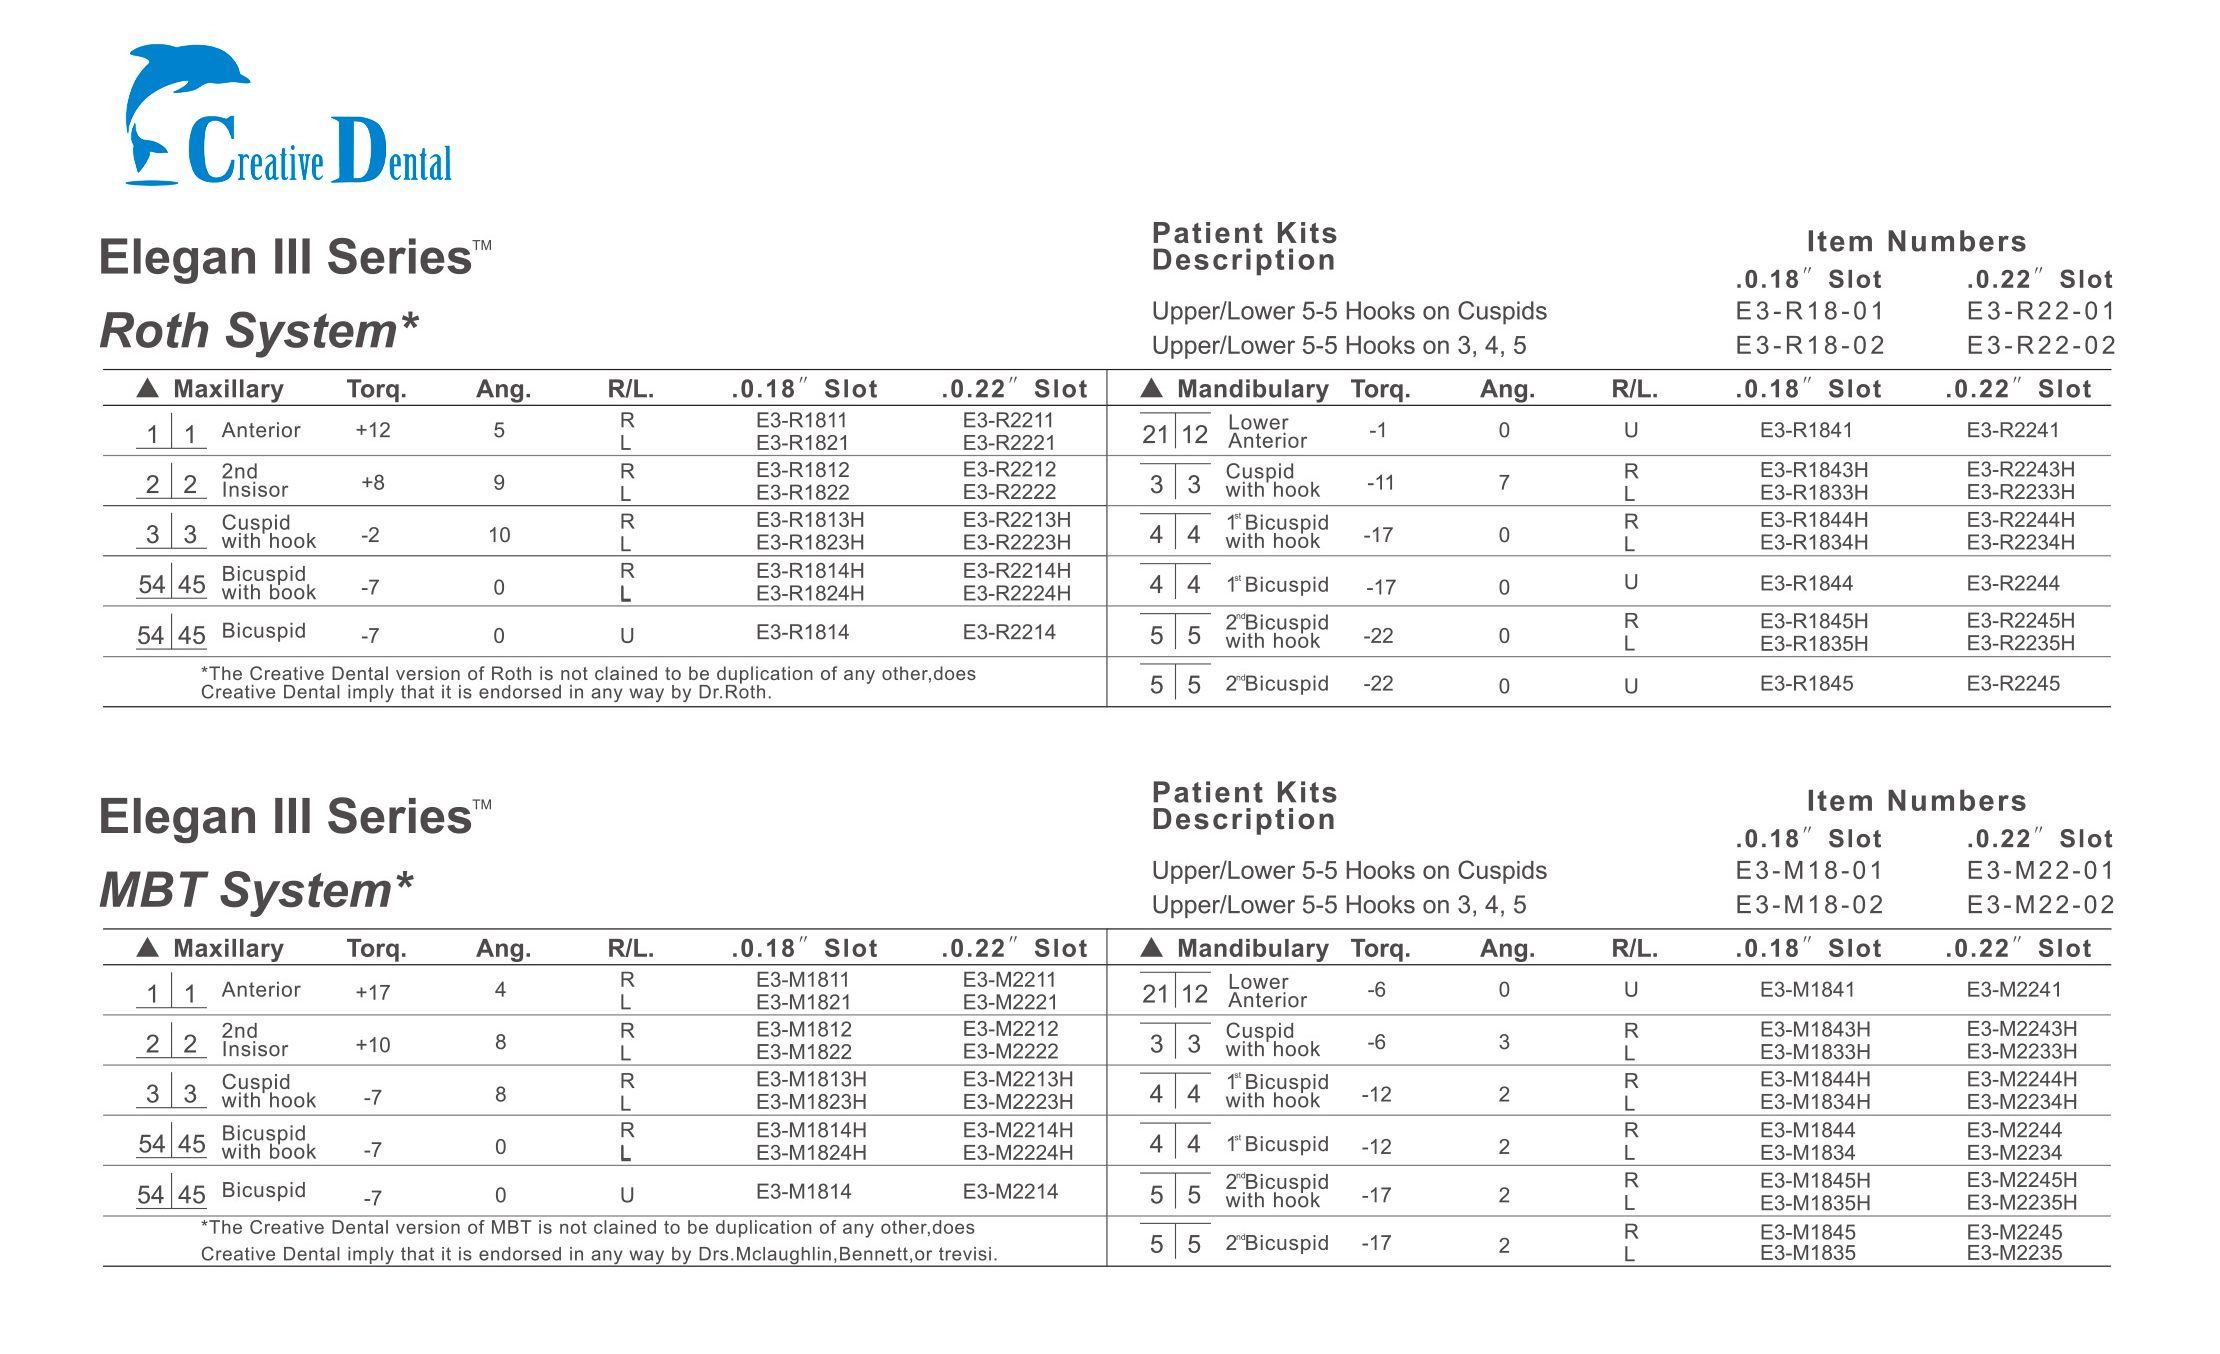 Creative Dental
Elegan III Series™
Roth System*
Patient Kits
Description
Item Numbers
.0.18″ Slot .0.22″ Slot
Upper/Lower 5-5 Hooks on Cuspids E3-R18-01 E3-R22-01
Upper/Lower 5-5 Hooks on 3, 4, 5 E3-R18-02 E3-R22-02
▲ Maxillary Torq. Ang. R/L. .0.18″ Slot .0.22″ Slot
1 1 Anterior +12 5 R E3-R1811 E3-R2211
L E3-R1821 E3-R2221
2 2 2nd Insisor +8 9 R E3-R1812 E3-R2212
L E3-R1822 E3-R2222
3 3 Cuspid with hook -2 10 R E3-R1813H E3-R2213H
L E3-R1823H E3-R2223H
54 45 Bicuspid with book -7 0 R E3-R1814H E3-R2214H
L E3-R1824H E3-R2224H
54 45 Bicuspid -7 0 U E3-R1814 E3-R2214
*The Creative Dental version of Roth is not clained to be duplication of any other,does
Creative Dental imply that it is endorsed in any way by Dr.Roth.
▲ Mandibulary Torq. Ang. R/L. .0.18″ Slot .0.22″ Slot
21 12 Lower Anterior -1 0 U E3-R1841 E3-R2241
3 3 Cuspid with hook -11 7 R E3-R1843H E3-R2243H
L E3-R1833H E3-R2233H
4 4 1st Bicuspid with hook -17 0 R E3-R1844H E3-R2244H
L E3-R1834H E3-R2234H
4 4 1st Bicuspid -17 0 U E3-R1844 E3-R2244
5 5 2nd Bicuspid with hook -22 0 R E3-R1845H E3-R2245H
L E3-R1835H E3-R2235H
5 5 2nd Bicuspid -22 0 U E3-R1845 E3-R2245
Elegan III Series™
MBT System*
Patient Kits
Description
Item Numbers
.0.18″ Slot .0.22″ Slot
Upper/Lower 5-5 Hooks on Cuspids E3-M18-01 E3-M22-01
Upper/Lower 5-5 Hooks on 3, 4, 5 E3-M18-02 E3-M22-02
▲ Maxillary Torq. Ang. R/L. .0.18″ Slot .0.22″ Slot
1 1 Anterior +17 4 R E3-M1811 E3-M2211
L E3-M1821 E3-M2221
2 2 2nd Insisor +10 8 R E3-M1812 E3-M2212
L E3-M1822 E3-M2222
3 3 Cuspid with hook -7 8 R E3-M1813H E3-M2213H
L E3-M1823H E3-M2223H
54 45 Bicuspid with book -7 0 R E3-M1814H E3-M2214H
L E3-M1824H E3-M2224H
54 45 Bicuspid -7 0 U E3-M1814 E3-M2214
*The Creative Dental version of MBT is not clained to be duplication of any other,does
Creative Dental imply that it is endorsed in any way by Drs.Mclaughlin,Bennett,or trevisi.
▲ Mandibulary Torq. Ang. R/L. .0.18″ Slot .0.22″ Slot
21 12 Lower Anterior -6 0 U E3-M1841 E3-M2241
3 3 Cuspid with hook -6 3 R E3-M1843H E3-M2243H
L E3-M1833H E3-M2233H
4 4 1st Bicuspid with hook -12 2 R E3-M1844H E3-M2244H
L E3-M1834H E3-M2234H
4 4 1st Bicuspid -12 2 R E3-M1844 E3-M2244
L E3-M1834 E3-M2234
5 5 2nd Bicuspid with hook -17 2 R E3-M1845H E3-M2245H
L E3-M1835H E3-M2235H
5 5 2nd Bicuspid -17 2 R E3-M1845 E3-M2245
L E3-M1835 E3-M2235